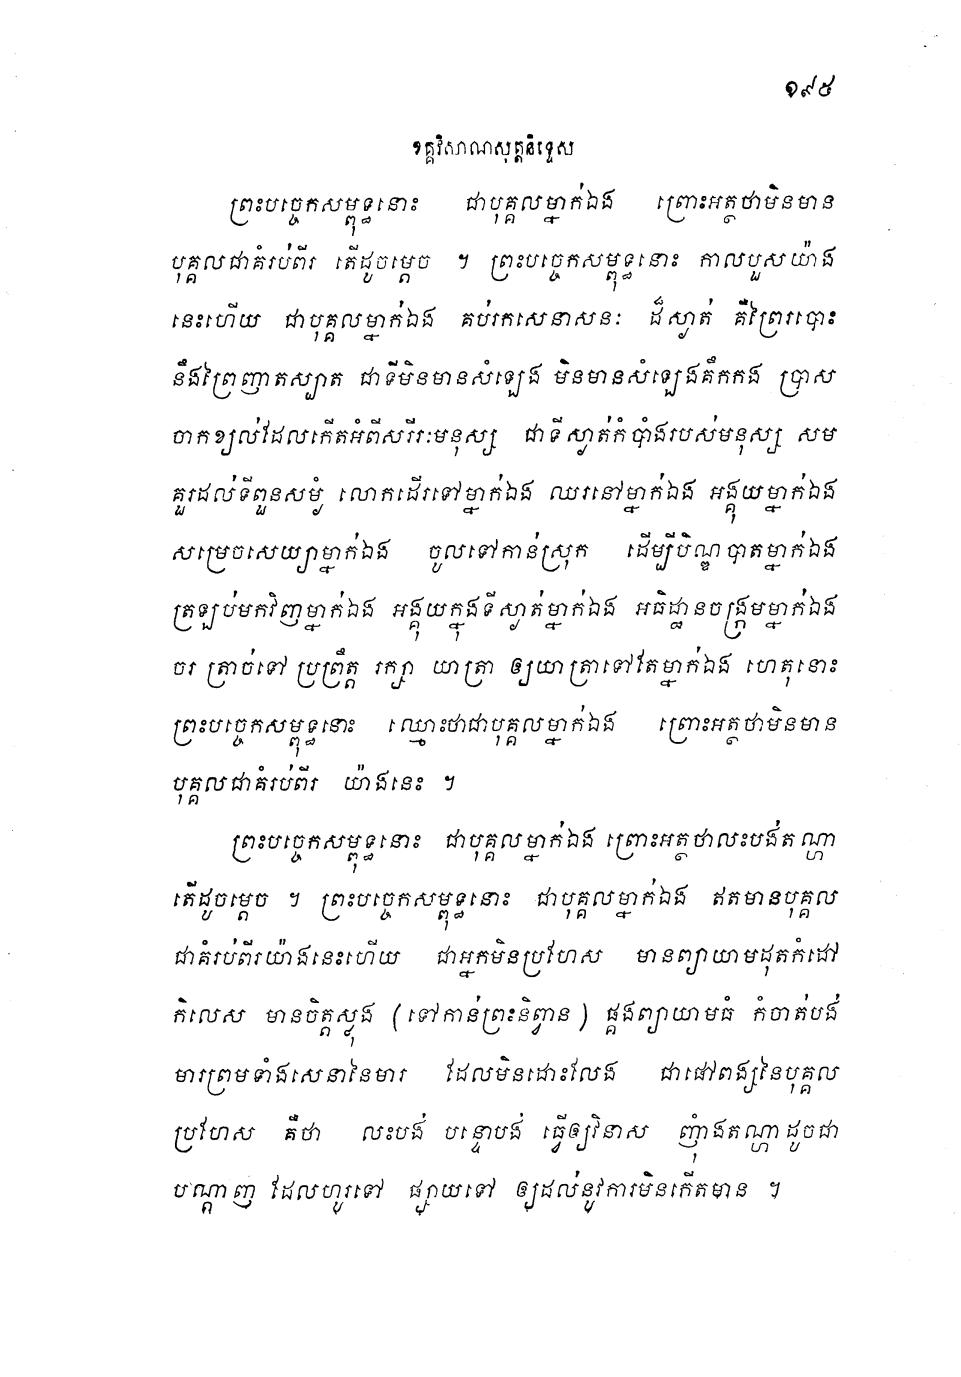 ១៩៥
ខគ្គវិសាណសុត្តនិទ្ទេស
ព្រះបច្ចេកសម្ពុទ្ធនោះ ជាបុគ្គលម្នាក់ឯង ព្រោះអត្ថថាមិនមាន
បុគ្គលជាគំរប់ពីរ តើដូចម្តេច ។ ព្រះបច្ចេកសម្ពុទ្ធនោះ កាលបួសយ៉ាង
នេះហើយ ជាបុគ្គលម្នាក់ឯង គប់រកសេនាសនៈ ដ៏ស្ងាត់ គឺព្រៃរបោះ
នឹងព្រៃញាតស្បាត ជាទីមិនមានសំឡេង មិនមានសំឡេងគឹកកង ប្រាស
ចាកខ្យល់ដែលកើតអំពីសរីរៈមនុស្ស ជាទីស្ងាត់កំបាំងរបស់មនុស្ស សម
គួរដល់ទីពួនសម្ងំ លោកដើរទៅម្នាក់ឯង ឈរនៅម្នាក់ឯង អង្គុយម្នាក់ឯង
សម្រេចសេយ្យាម្នាក់ឯង ចូលទៅកាន់ស្រុក ដើម្បីបិណ្ឌបាតម្នាក់ឯង
ត្រឡប់មកវិញម្នាក់ឯង អង្គុយក្នុងទីស្ងាត់ម្នាក់ឯង អធិដ្ឋានចង្រ្កមម្នាក់ឯង
ចរ ត្រាច់ទៅ ប្រព្រឹត្ត រក្សា យាត្រា ឲ្យយាត្រាទៅតែម្នាក់ឯង ហេតុនោះ
ព្រះបច្ចេកសម្ពុទ្ធនោះ ឈ្មោះថាជាបុគ្គលម្នាក់ឯង ព្រោះអត្ថថាមិនមាន
បុគ្គលជាគំរប់ពីរ យ៉ាងនេះ ។
ព្រះបច្ចេកសម្ពុទ្ធនោះ ជាបុគ្គលម្នាក់ឯង ព្រោះអត្ថថាលះបង់តណ្ហា
តើដូចម្តេច ។ ព្រះបច្ចេកសម្ពុទ្ធនោះ ជាបុគ្គលម្នាក់ឯង ឥតមានបុគ្គល
ជាគំរប់ពីរយ៉ាងនេះហើយ ជាអ្នកមិនប្រហែស មានព្យាយាមដុតកំដៅ
កិលេស មានចិត្តស្លុង (ទៅកាន់ព្រះនិព្វាន) ផ្គងព្យាយាមធំ កំចាត់បង់
មារព្រមទាំងសេនានៃមារ ដែលមិនដោះលែង ជាផៅពង្សនៃបុគ្គល
ប្រហែស គឺថា លះបង់ បន្ទោបង់ ធ្វើឲ្យវិនាស ញ៉ាំងតណ្ហាដូចជា
បណ្តាញ ដែលហូរទៅ ផ្សាយទៅ ឲ្យដល់នូវការមិនកើតមាន ។